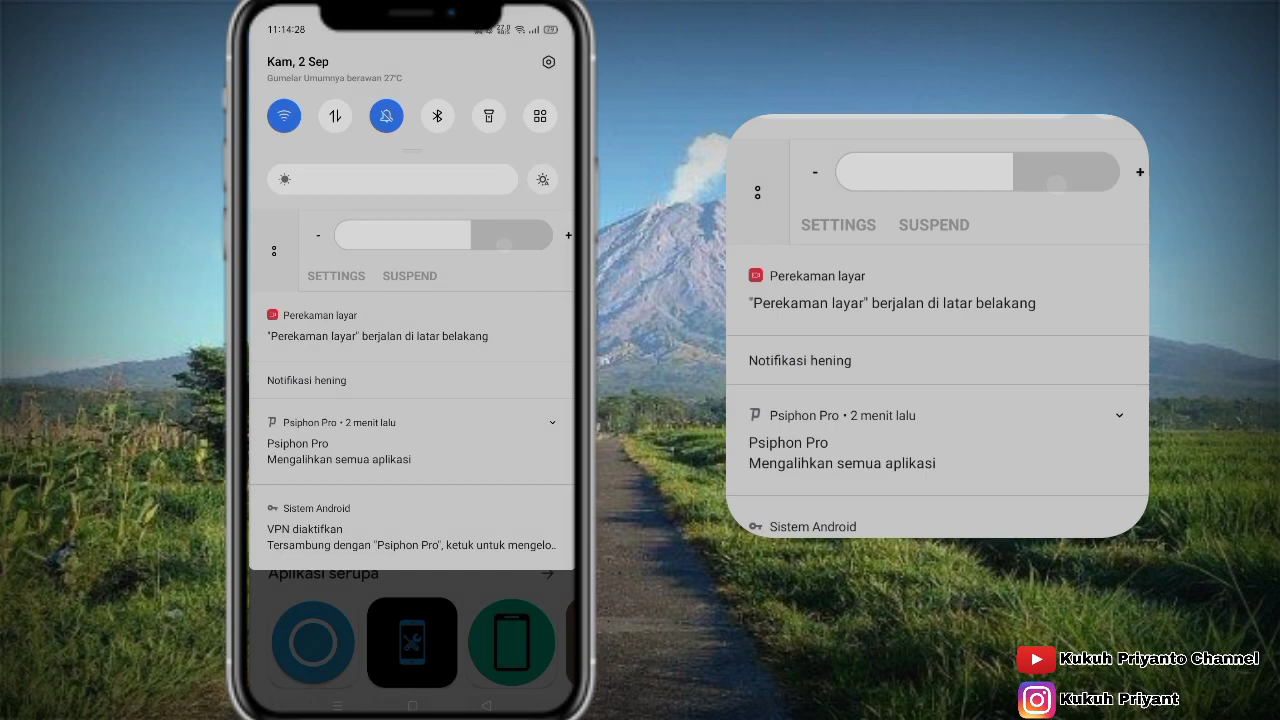 11:14:28
Kam, 2 Sep
Gumelar Umumnya berawan 27°C
-
+
SETTINGS SUSPEND
Perekaman layar
"Perekaman layar" berjalan di latar belakang
Notifikasi hening
Psiphon Pro • 2 menit lalu
Psiphon Pro
Mengalihkan semua aplikasi
Sistem Android
VPN diaktifkan
Tersambung dengan "Psiphon Pro", ketuk untuk mengelo..
Aplikasi serupa
-
+
SETTINGS SUSPEND
Perekaman layar
"Perekaman layar" berjalan di latar belakang
Notifikasi hening
Psiphon Pro • 2 menit lalu
Psiphon Pro
Mengalihkan semua aplikasi
Sistem Android
Kukuh Priyanto Channel
Kukuh Priyant